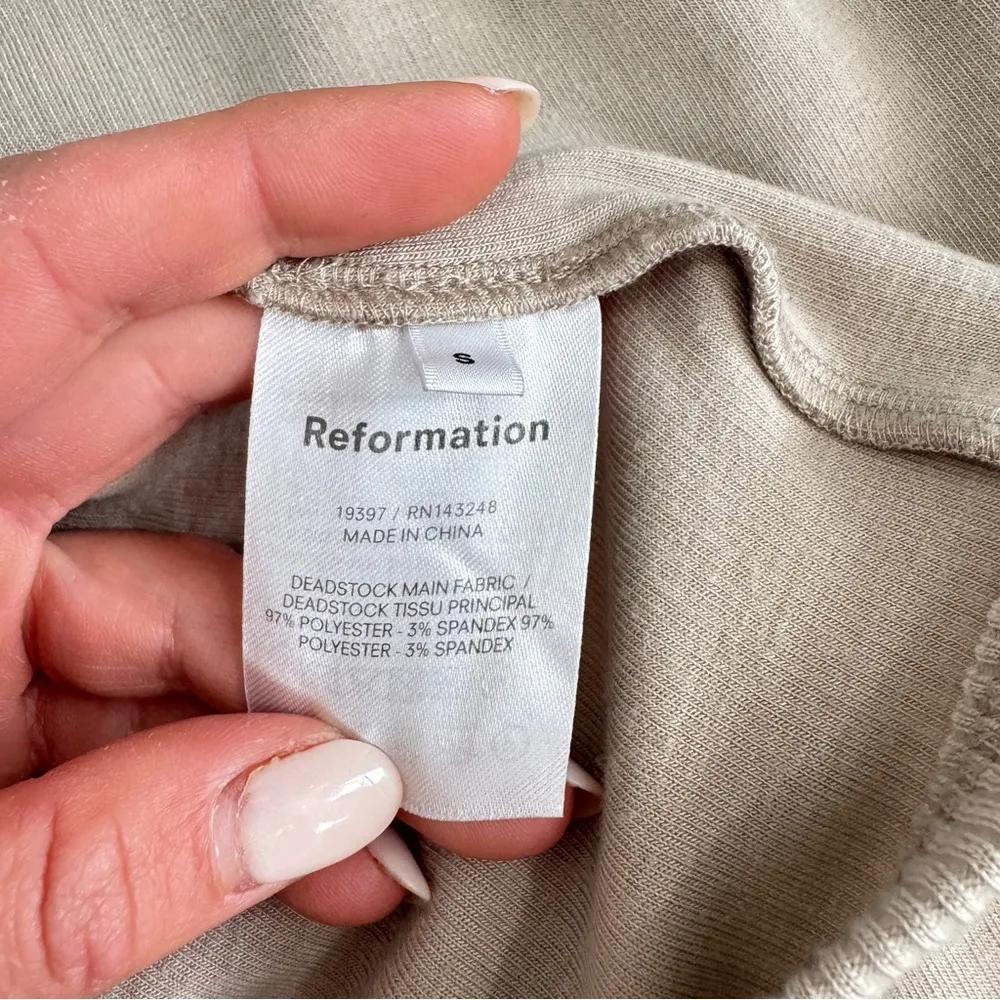 S
Reformation
19397 / RN143248
MADE IN CHINA
DEADSTOCK MAIN FABRIC /
DEADSTOCK TISSU PRINCIPAL
97% POLYESTER - 3% SPANDEX 97%
POLYESTER - 3% SPANDEX